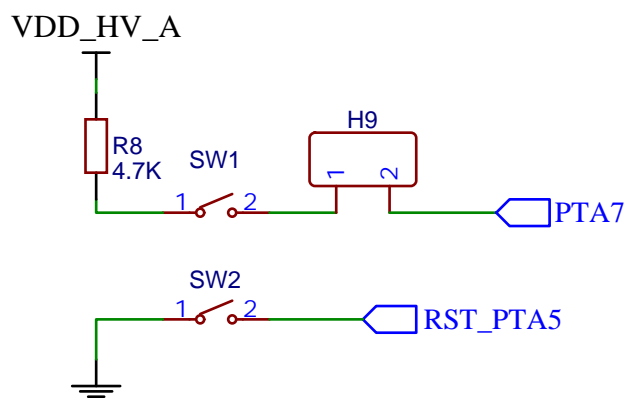 VDD_HV_A
R8
4.7K
SW1
1 2
H9
1 2
PTA7
SW2
1 2
RST_PTA5